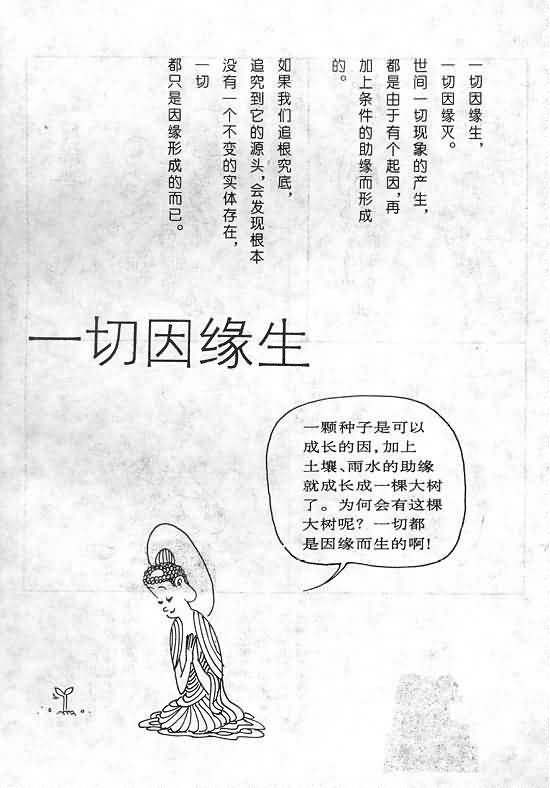 一切因缘生，
一切因缘灭。
世间一切现象的产生，
都是由于有个起因，再
加上条件的助缘而形成
的。
如果我们追根究底，
追究到它的源头，会发现根本
没有一个不变的实体存在，
一切
都只是因缘形成的而已。
一切因缘生
一颗种子是可以
成长的因，加上
土壤、雨水的助缘
就成长成一棵大树
了。为何会有这棵
大树呢？一切都
是因缘而生的啊！